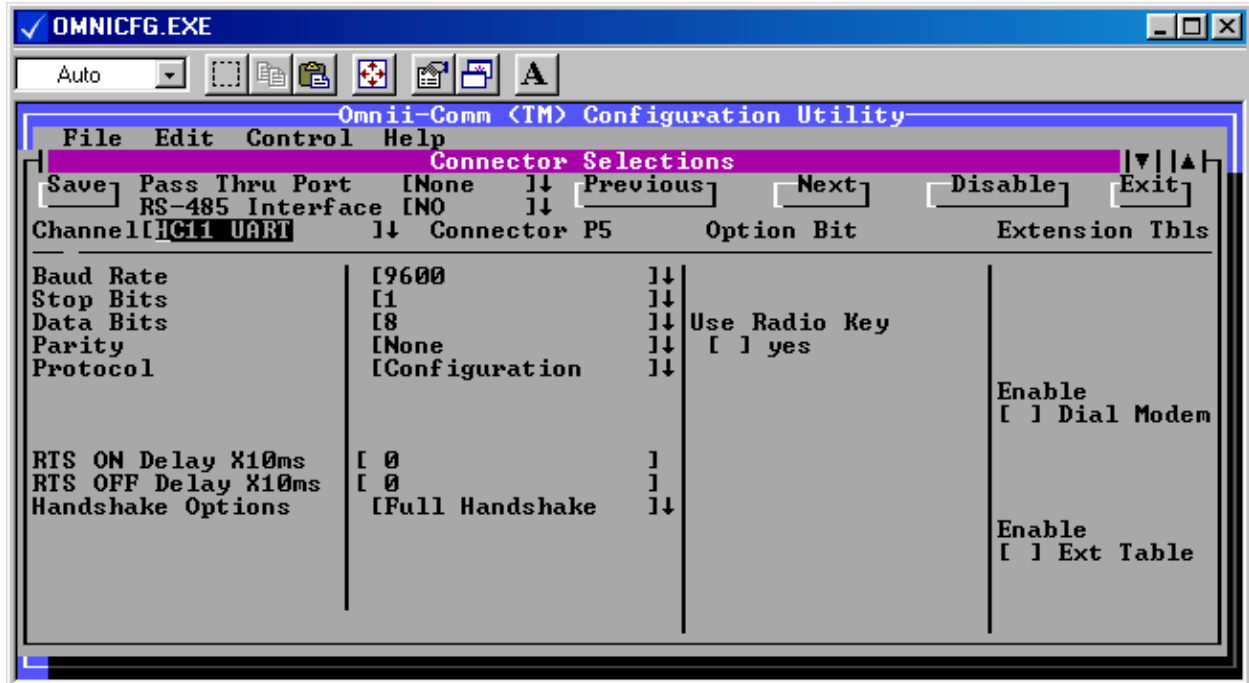 OMNICFG.EXE
Auto A
Omnii-Comm (TM) Configuration Utility
File Edit Control Help
Connector Selections
Save Pass Thru Port [None ]↓ Previous Next Disable Exit
RS-485 Interface [NO ]↓
Channel[HC11 UART ]↓ Connector P5 Option Bit Extension Tbls
Baud Rate [9600 ]↓
Stop Bits [1 ]↓
Data Bits [8 ]↓ Use Radio Key
Parity [None ]↓ [ ] yes
Protocol [Configuration ]↓
Enable
[ ] Dial Modem
RTS ON Delay X10ms [ 0 ]
RTS OFF Delay X10ms [ 0 ]
Handshake Options [Full Handshake ]↓
Enable
[ ] Ext Table